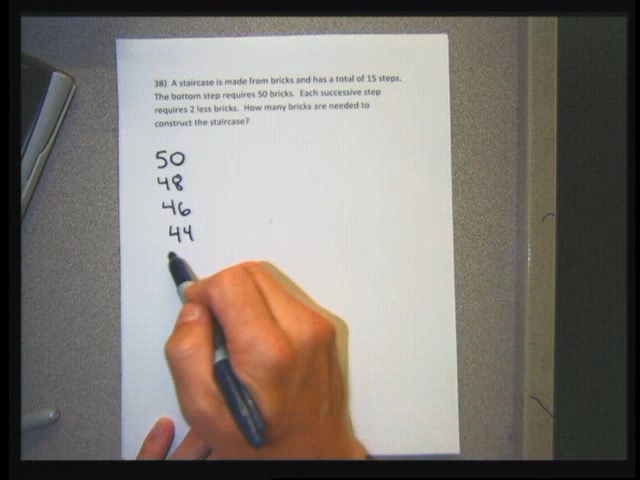 38) A staircase is made from bricks and has a total of 15 steps.
The bottom step requires 50 bricks. Each successive step
requires 2 less bricks. How many bricks are needed to
construct the staircase?
50
48
46
44